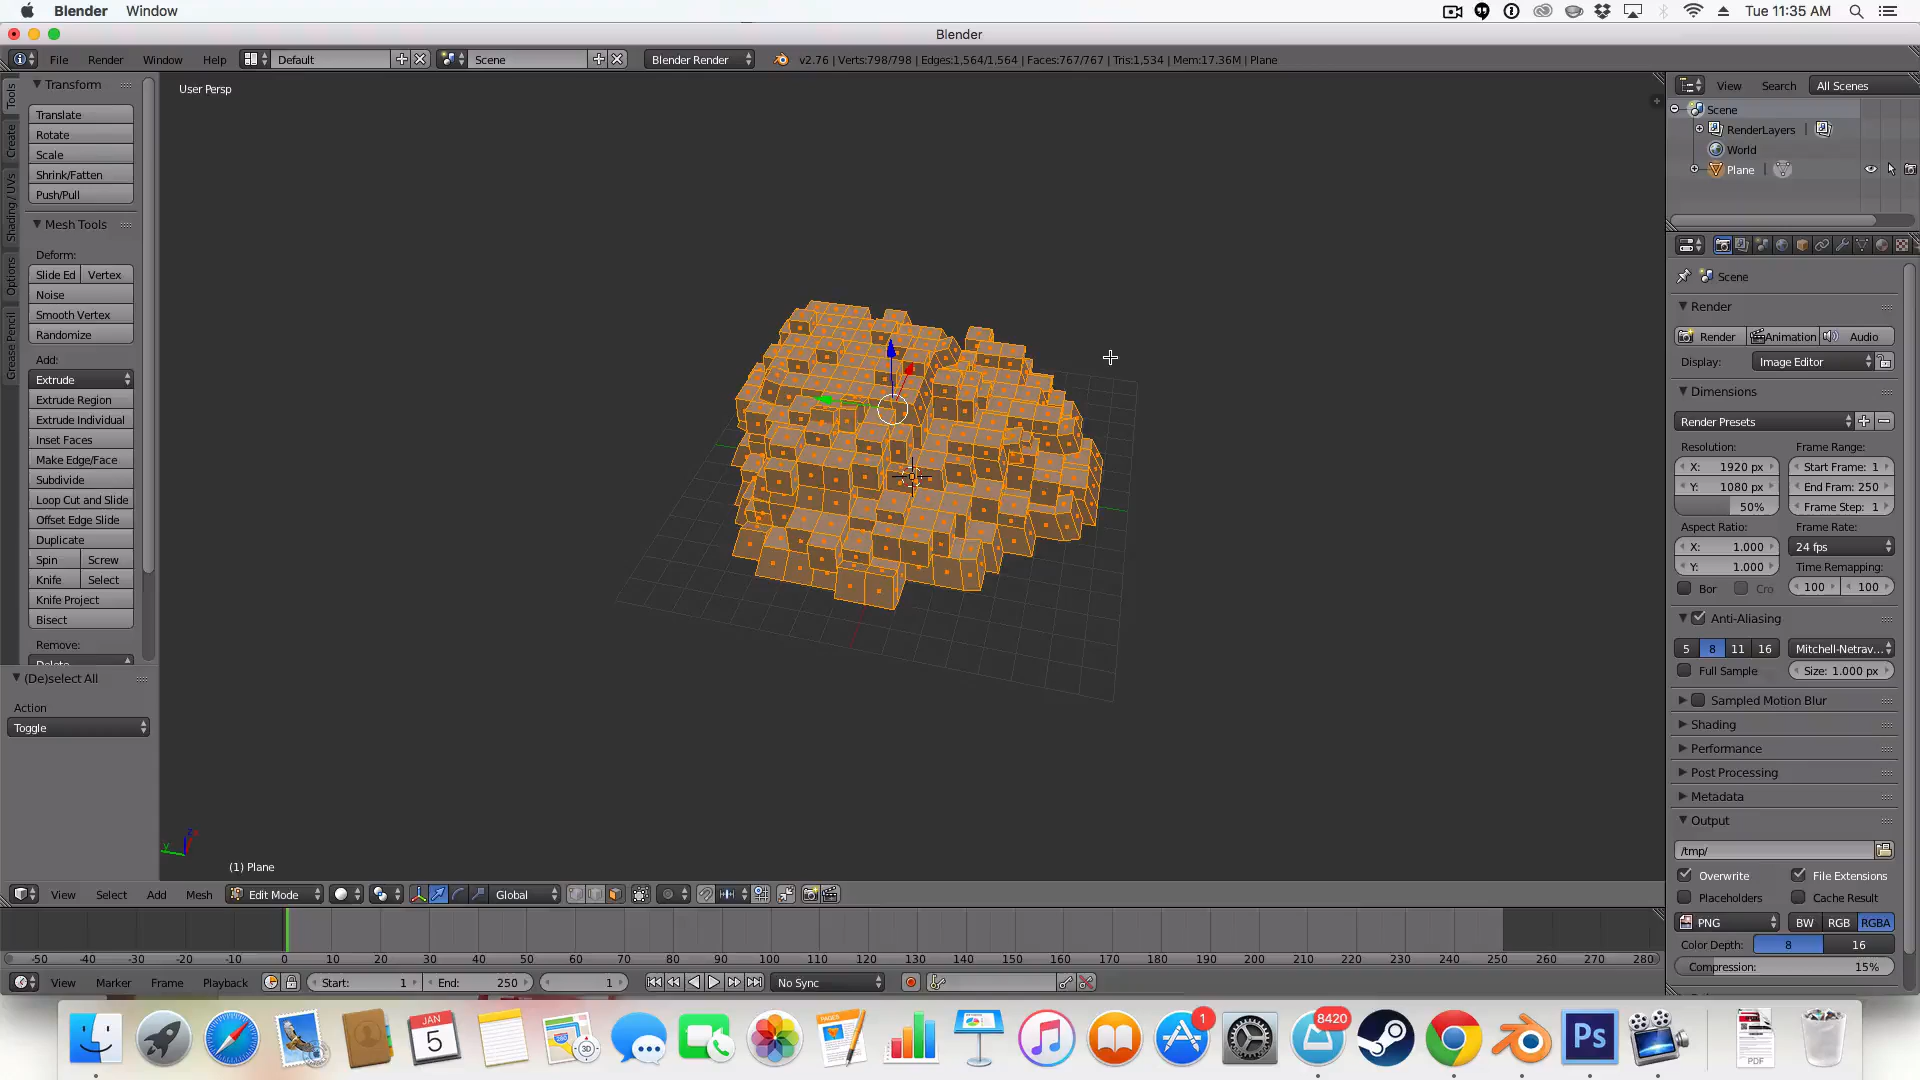 Blender Window Tue 11:35 AM
Blender
File Render Window Help Default Scene Blender Render v2.76 | Verts:798/798 | Edges:1,564/1,564 | Faces:767/767 | Tris:1,534 | Mem:17.36M | Plane
Tools
Create
Shading / UVs
Options
Grease Pencil
Transform
Translate
Rotate
Scale
Shrink/Fatten
Push/Pull
Mesh Tools
Deform:
Slide Ed Vertex
Noise
Smooth Vertex
Randomize
Add:
Extrude
Extrude Region
Extrude Individual
Inset Faces
Make Edge/Face
Subdivide
Loop Cut and Slide
Offset Edge Slide
Duplicate
Spin Screw
Knife Select
Knife Project
Bisect
Remove:
Delete
(De)select All
Action
Toggle
User Persp
(1) Plane
View Search All Scenes
Scene
RenderLayers
World
Plane
Scene
Render
Render Animation Audio
Display: Image Editor
Dimensions
Render Presets
Resolution: Frame Range:
X: 1920 px Start Frame: 1
Y: 1080 px End Fram: 250
50% Frame Step: 1
Aspect Ratio: Frame Rate:
X: 1.000 24 fps
Y: 1.000 Time Remapping:
Bor Cro 100 100
Anti-Aliasing
5 8 11 16 Mitchell-Netrav...
Full Sample Size: 1.000 px
Sampled Motion Blur
Shading
Performance
Post Processing
Metadata
Output
/tmp/
Overwrite File Extensions
Placeholders Cache Result
PNG BW RGB RGBA
Color Depth: 8 16
Compression: 15%
View Select Add Mesh Edit Mode Global
-50 -40 -30 -20 -10 0 10 20 30 40 50 60 70 80 90 100 110 120 130 140 150 160 170 180 190 200 210 220 230 240 250 260 270 280
View Marker Frame Playback Start: 1 End: 250 1 No Sync
JAN
5
3D
PAGES
1
8420
Ps
PDF